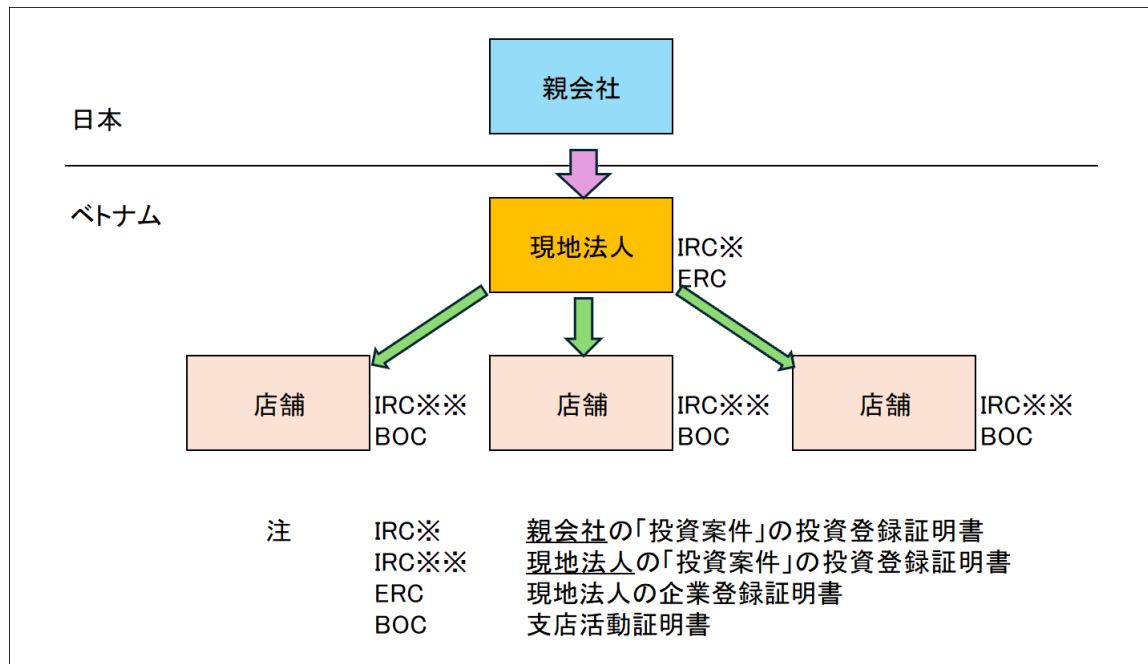 親会社
日本
ベトナム
現地法人
IRC※
ERC
店舗
IRC※※
BOC
店舗
IRC※※
BOC
店舗
IRC※※
BOC
注 IRC※ 親会社の「投資案件」の投資登録証明書
IRC※※ 現地法人の「投資案件」の投資登録証明書
ERC 現地法人の企業登録証明書
BOC 支店活動証明書